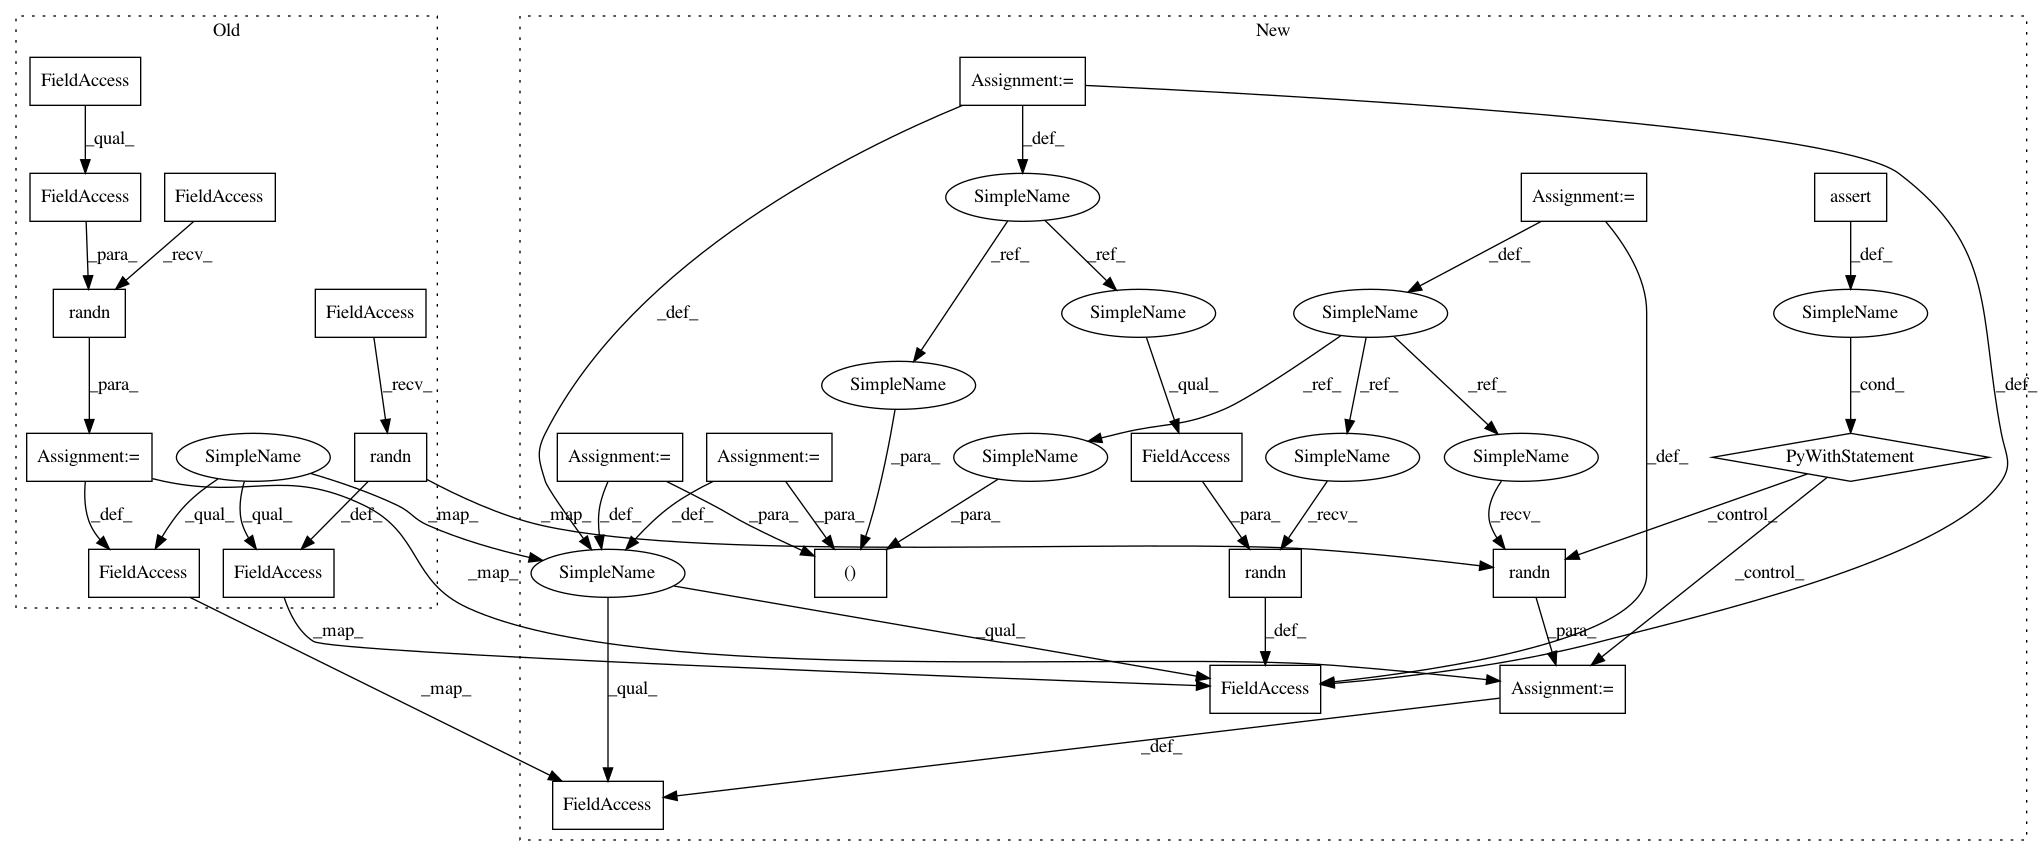 Old
New
FieldAccess
Assignment:=
_qual_
_def_
FieldAccess
FieldAccess
SimpleName
Assignment:=
assert
_para_
_recv_
_ref_
_ref_
_def_
_def_
randn
FieldAccess
_def_
SimpleName
SimpleName
SimpleName
_para_
_recv_
SimpleName
_qual_
_ref_
_ref_
_ref_
_cond_
_def_
Assignment:=
SimpleName
randn
Assignment:=
Assignment:=
SimpleName
FieldAccess
SimpleName
SimpleName
_def_
PyWithStatement
_para_
_def_
_qual_
_qual_
_def_
_map_
_map_
_def_
_def_
_para_
_para_
_para_
_para_
_recv_
_recv_
_control_
FieldAccess
FieldAccess
_map_
SimpleName
()
randn
randn
_control_
_map_
_qual_
_def_
_para_
_map_
_qual_
FieldAccess
Assignment:=
_def_
FieldAccess